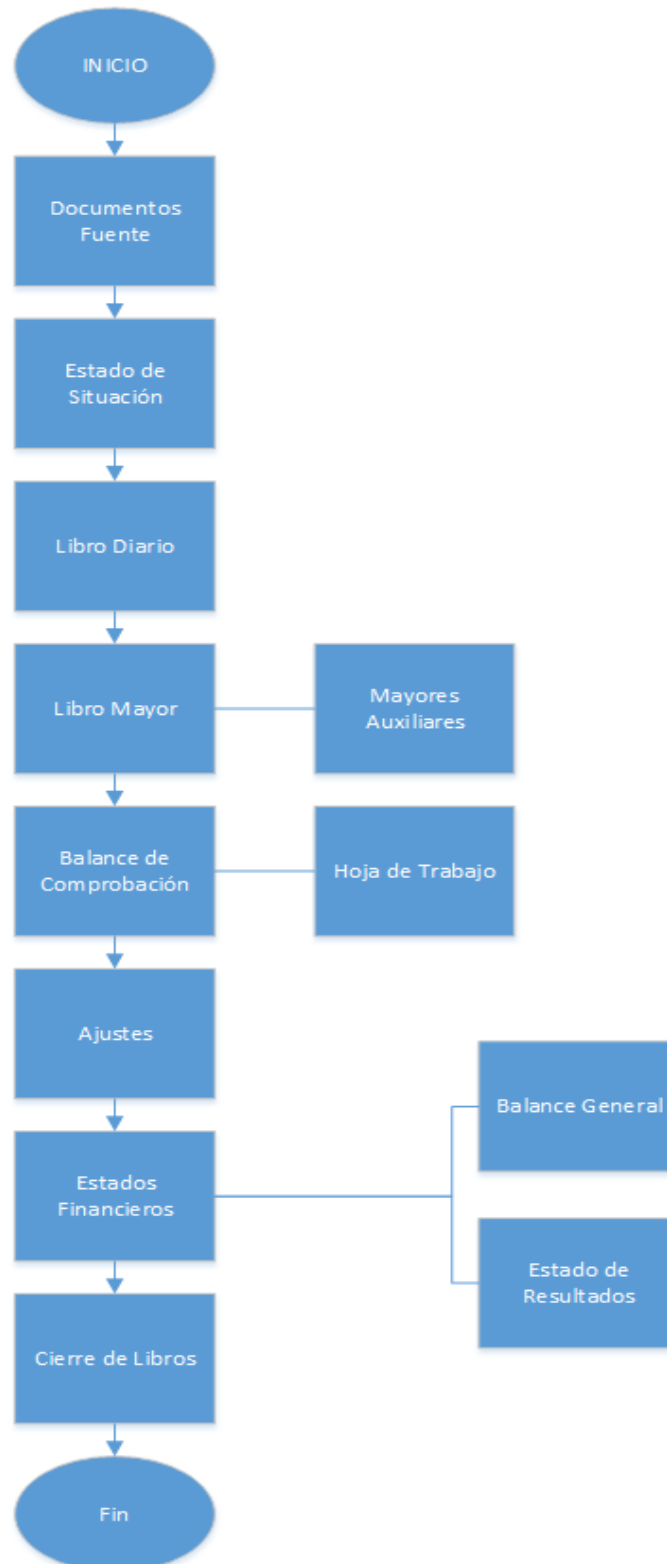 INICIO
Documentos
Fuente
Estado de
Situación
Libro Diario
Libro Mayor
Mayores
Auxiliares
Balance de
Comprobación
Hoja de Trabajo
Ajustes
Balance General
Estados
Financieros
Estado de
Resultados
Cierre de Libros
Fin